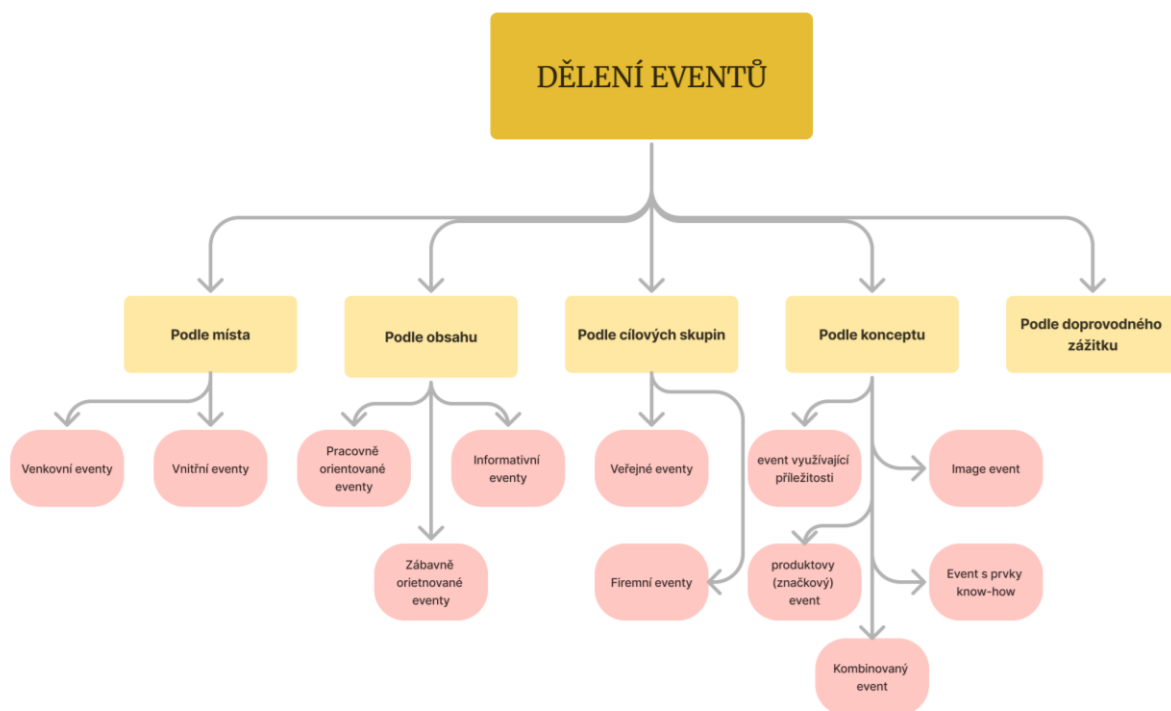 DĚLENÍ EVENTŮ
Podle místa
Podle obsahu
Podle cílových skupin
Podle konceptu
Podle doprovodného
zážitku
Venkovní eventy
Vnitřní eventy
Pracovně
orientované
eventy
Informativní
eventy
Zábavně
orietnované
eventy
Veřejné eventy
Firemní eventy
event využívající
příležitosti
Image event
produktovy
(značkový)
event
Event s prvky
know-how
Kombinovaný
event